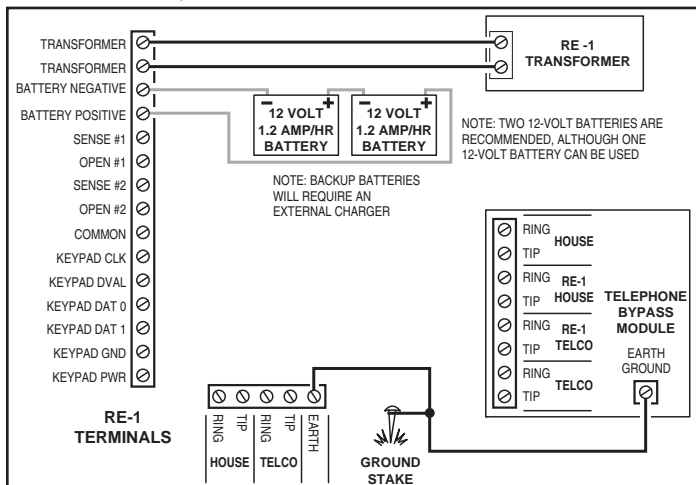 TRANSFORMER
TRANSFORMER
BATTERY NEGATIVE
BATTERY POSITIVE
SENSE #1
OPEN #1
SENSE #2
OPEN #2
COMMON
KEYPAD CLK
KEYPAD DVAL
KEYPAD DAT 0
KEYPAD DAT 1
KEYPAD GND
KEYPAD PWR
RE-1
TERMINALS
RE -1
TRANSFORMER
– +
12 VOLT
1.2 AMP/HR
BATTERY
– +
12 VOLT
1.2 AMP/HR
BATTERY
NOTE: TWO 12-VOLT BATTERIES ARE
RECOMMENDED, ALTHOUGH ONE
12-VOLT BATTERY CAN BE USED
NOTE: BACKUP BATTERIES
WILL REQUIRE AN
EXTERNAL CHARGER
RING
TIP
HOUSE
RING
TIP
RE-1
HOUSE
RING
TIP
RE-1
TELCO
RING
TIP
TELCO
TELEPHONE
BYPASS
MODULE
EARTH
GROUND
RING
TIP
RING
TIP
EARTH
HOUSE
TELCO
GROUND
STAKE